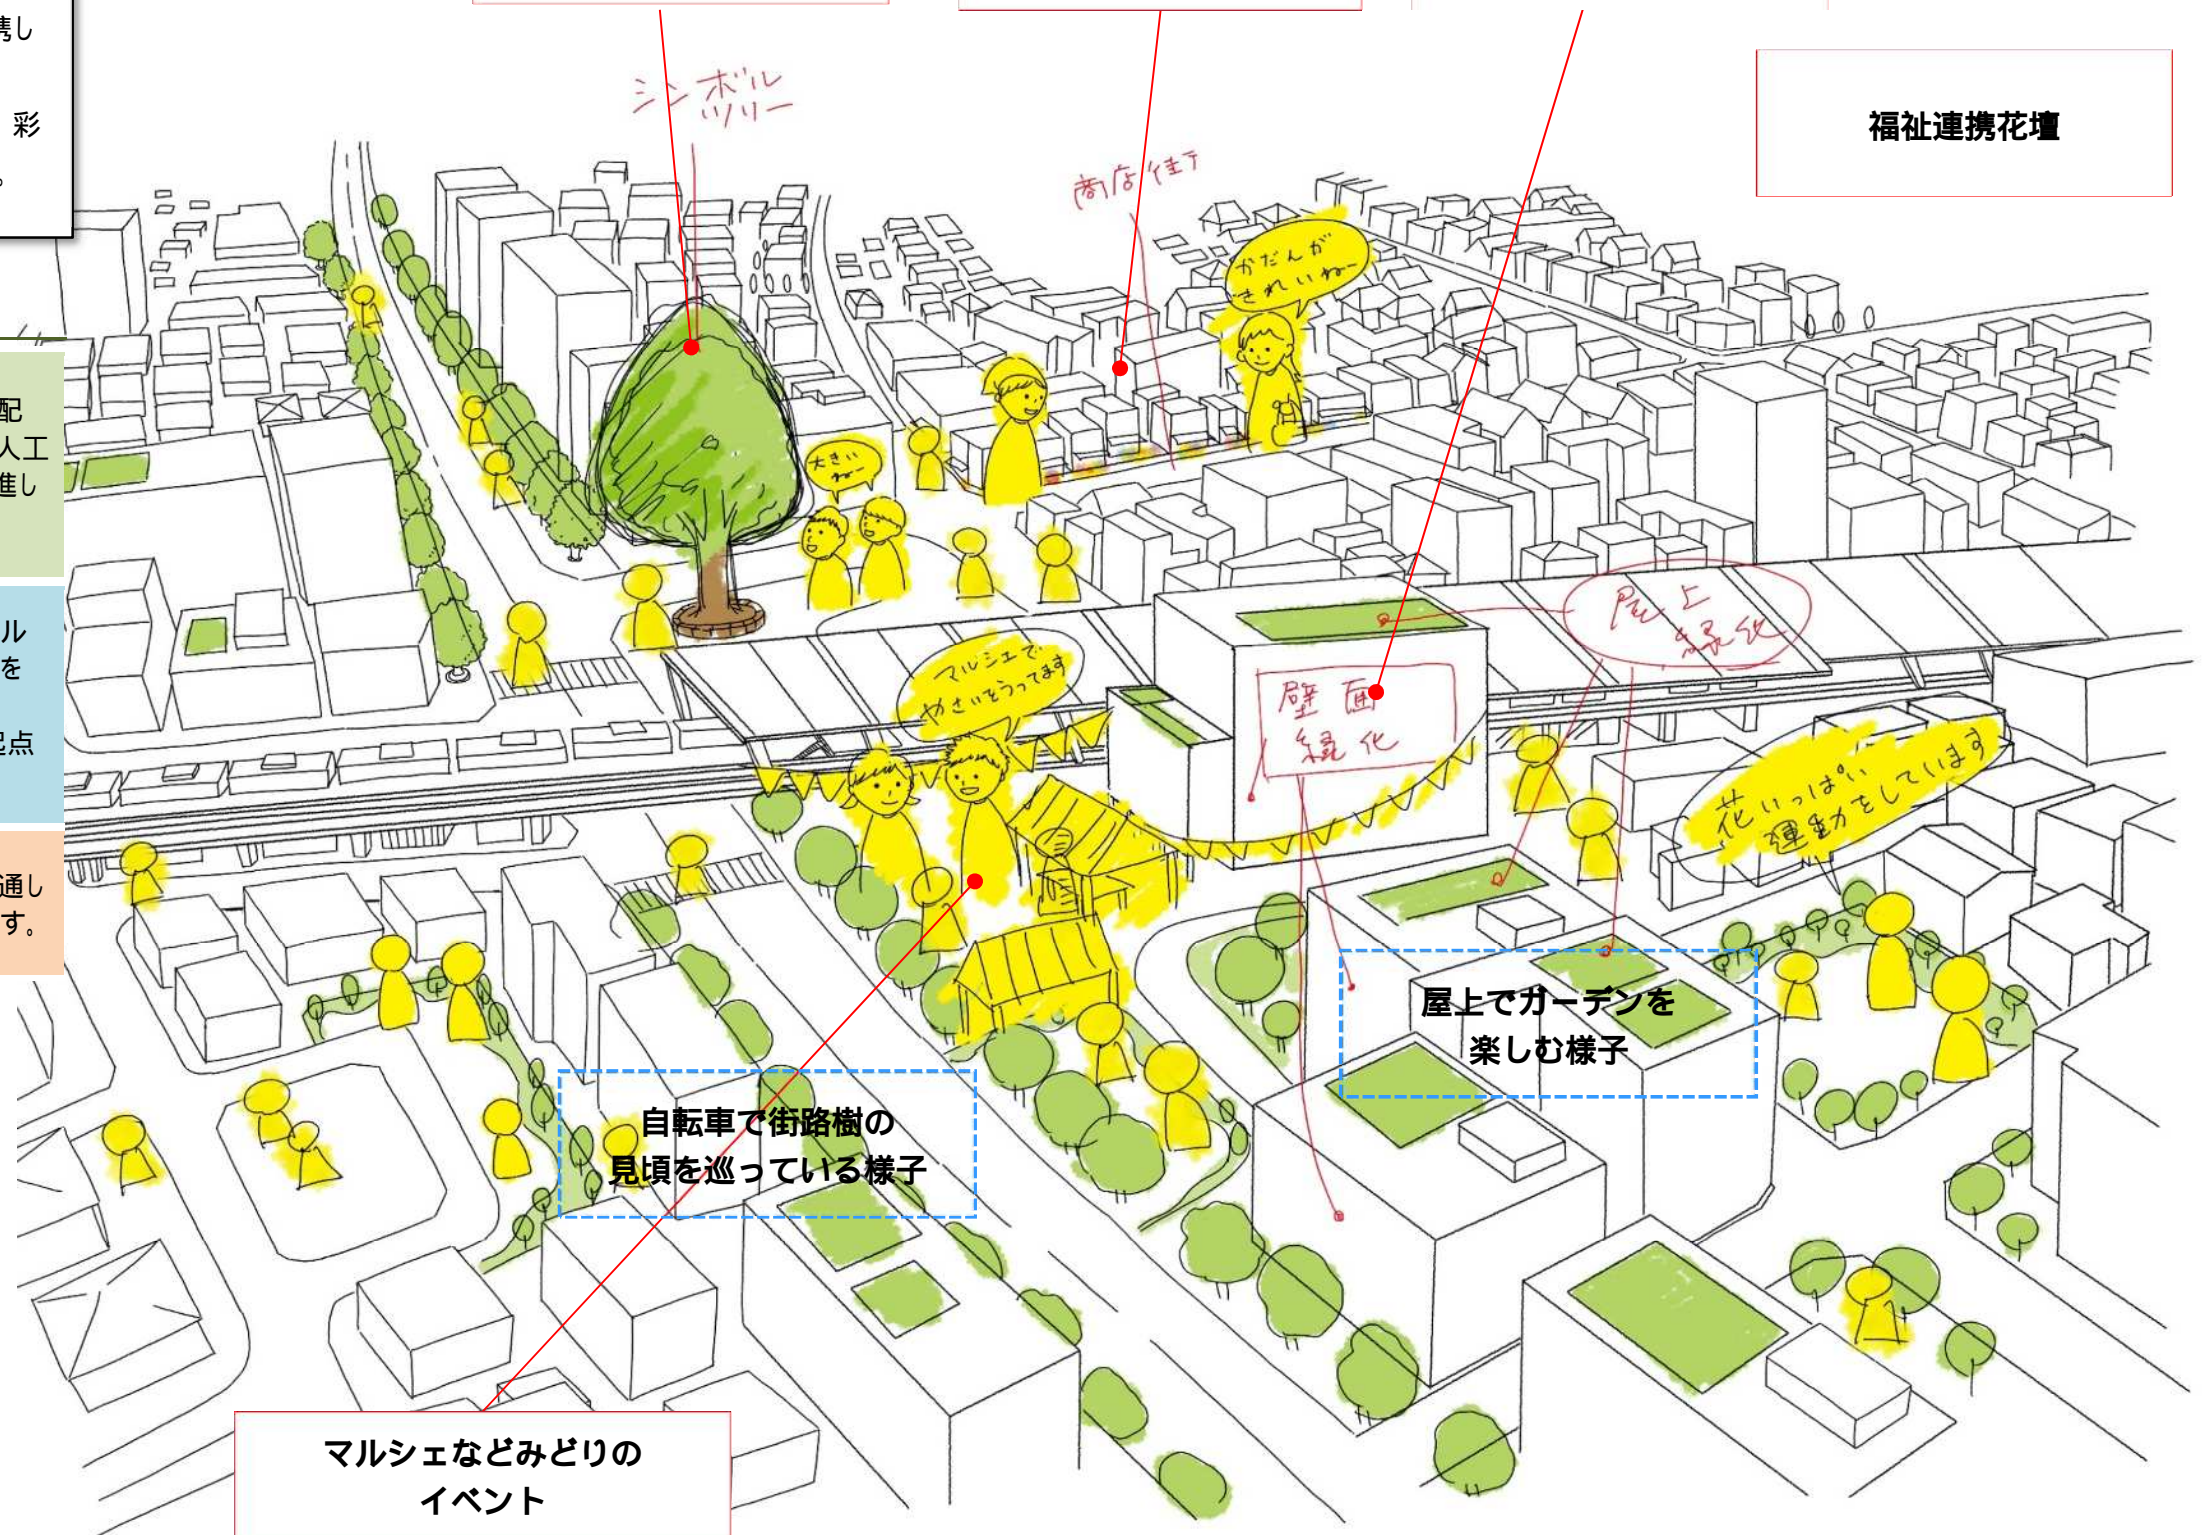 携し
彩
。
福祉連携花壇
シンボル
ツリー
商店街
かだんが
きれいねー
大きい
ねー
配
人工
進し
ル
を
起点
通し
す。
屋上
緑化
マルシェで
やさいをうってます
壁面
緑化
花いっぱい
運動をしています
屋上でガーデンを
楽しむ様子
自転車で街路樹の
見頃を巡っている様子
マルシェなどみどりの
イベント